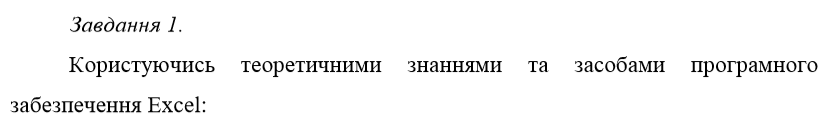 Завдання 1.
Користуючись теоретичними знаннями та засобами програмного
забезпечення Excel: